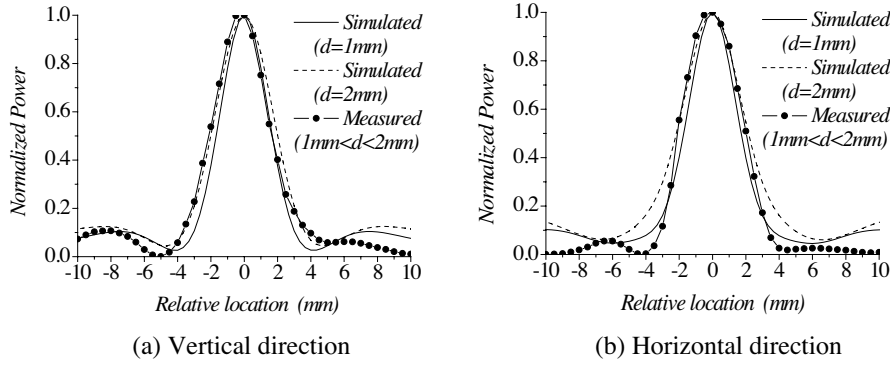 1.0
0.8
0.6
0.4
0.2
0.0
Normalized Power
Simulated
(d=1mm)
Simulated
(d=2mm)
Measured
(1mm<d<2mm)
-10 -8 -6 -4 -2 0 2 4 6 8 10
Relative location (mm)
(a) Vertical direction
1.0
0.8
0.6
0.4
0.2
0.0
Normalized Power
Simulated
(d=1mm)
Simulated
(d=2mm)
Measured
(1mm<d<2mm)
-10 -8 -6 -4 -2 0 2 4 6 8 10
Relative location (mm)
(b) Horizontal direction